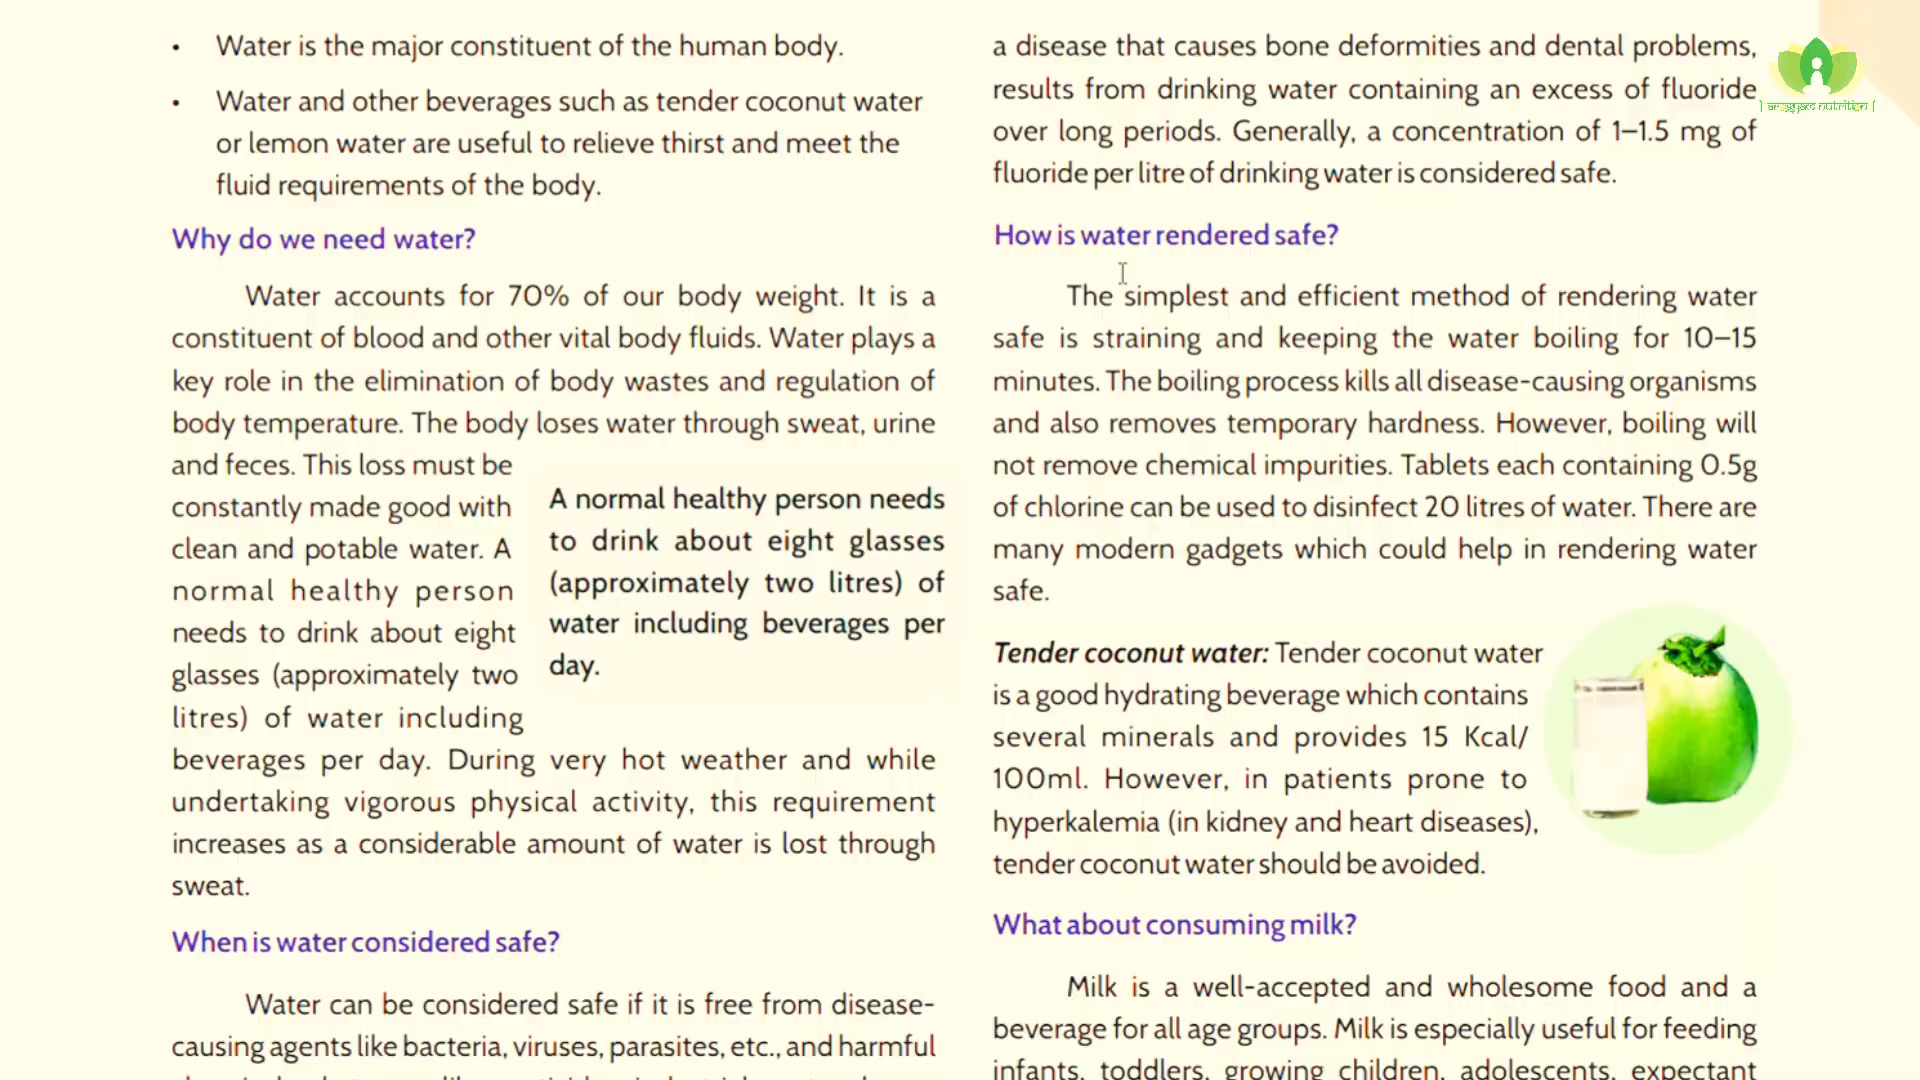 • Water is the major constituent of the human body.
• Water and other beverages such as tender coconut water
or lemon water are useful to relieve thirst and meet the
fluid requirements of the body.
Why do we need water?
Water accounts for 70% of our body weight. It is a
constituent of blood and other vital body fluids. Water plays a
key role in the elimination of body wastes and regulation of
body temperature. The body loses water through sweat, urine
and feces. This loss must be
constantly made good with
clean and potable water. A
normal healthy person
needs to drink about eight
glasses (approximately two
litres) of water including
beverages per day. During very hot weather and while
undertaking vigorous physical activity, this requirement
increases as a considerable amount of water is lost through
sweat.
A normal healthy person needs
to drink about eight glasses
(approximately two litres) of
water including beverages per
day.
When is water considered safe?
Water can be considered safe if it is free from disease-
causing agents like bacteria, viruses, parasites, etc., and harmful
a disease that causes bone deformities and dental problems,
results from drinking water containing an excess of fluoride
over long periods. Generally, a concentration of 1–1.5 mg of
fluoride per litre of drinking water is considered safe.
How is water rendered safe?
The simplest and efficient method of rendering water
safe is straining and keeping the water boiling for 10–15
minutes. The boiling process kills all disease-causing organisms
and also removes temporary hardness. However, boiling will
not remove chemical impurities. Tablets each containing 0.5g
of chlorine can be used to disinfect 20 litres of water. There are
many modern gadgets which could help in rendering water
safe.
Tender coconut water: Tender coconut water
is a good hydrating beverage which contains
several minerals and provides 15 Kcal/
100ml. However, in patients prone to
hyperkalemia (in kidney and heart diseases),
tender coconut water should be avoided.
What about consuming milk?
Milk is a well-accepted and wholesome food and a
beverage for all age groups. Milk is especially useful for feeding
infants, toddlers, growing children, adolescents, expectant
arogyam nutrition